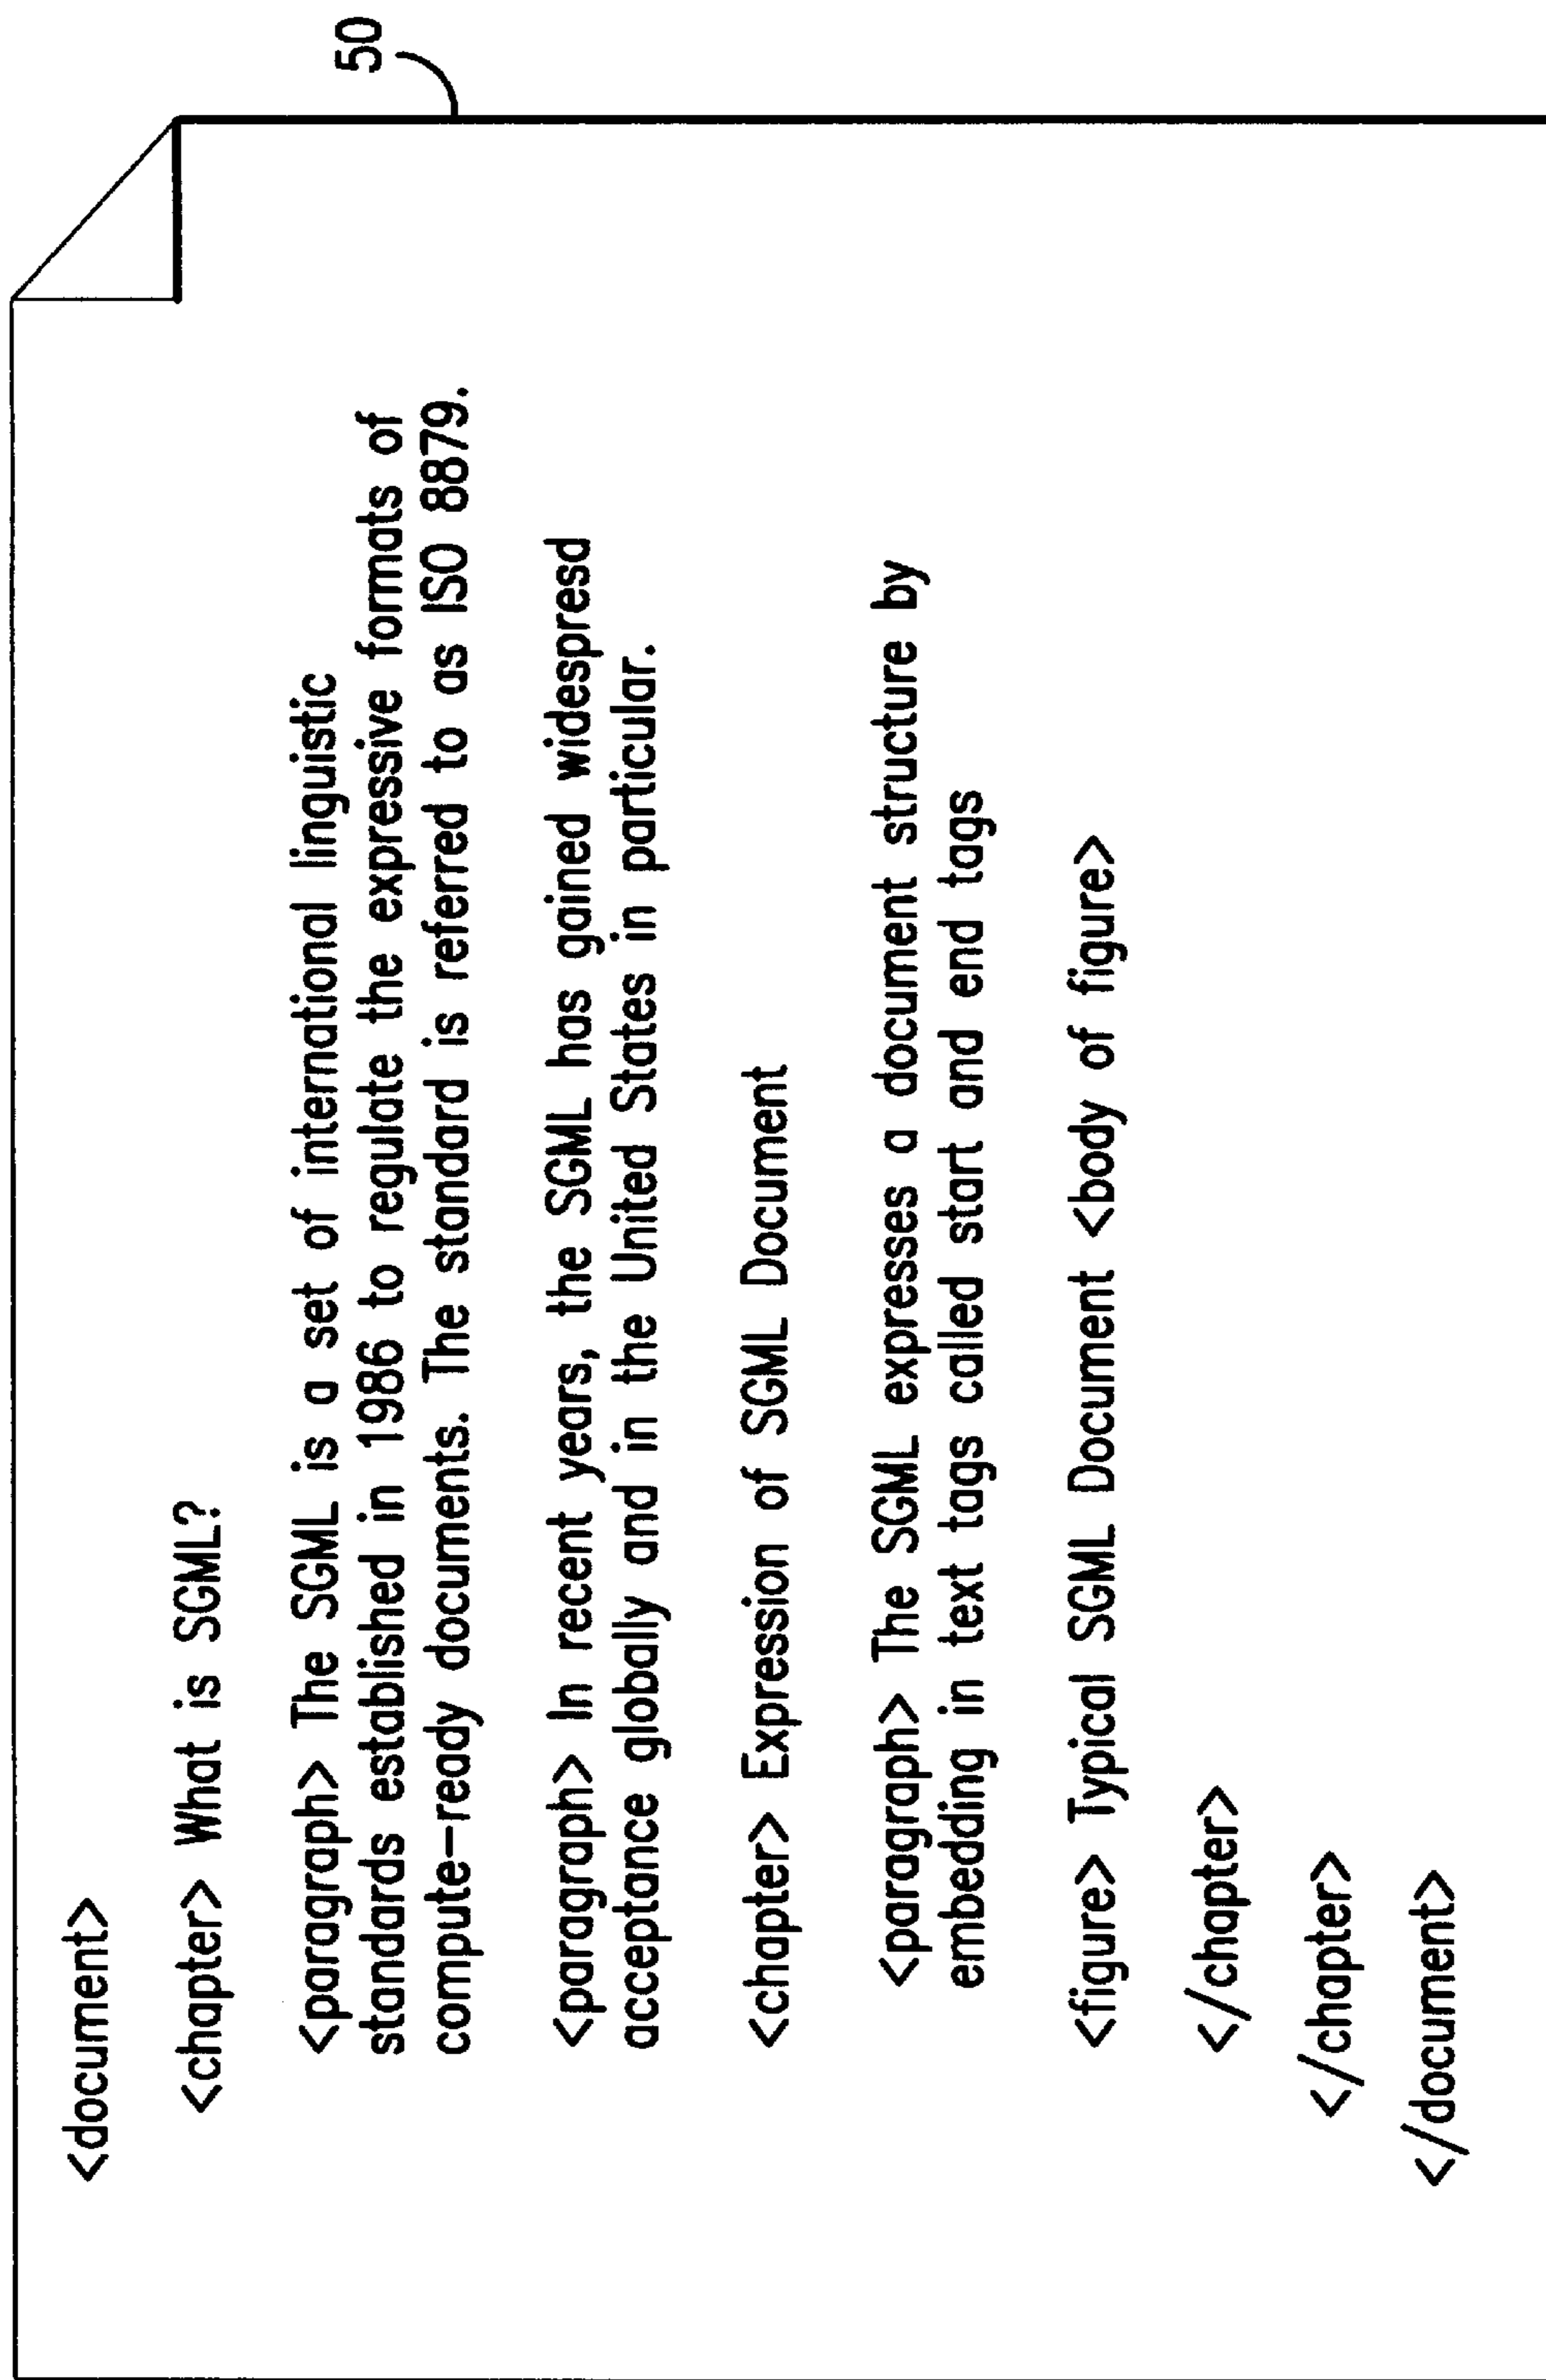 50
<document>
<chapter> What is SGML?
<paragraph> The SGML is a set of international linguistic
standards established in 1986 to regulate the expressive formats of
compute-ready documents. The standard is referred to as ISO 8879.
<paragraph> In recent years, the SGML has gained widespresd
acceptance globally and in the United States in particular.
<chapter> Expression of SGML Document
<paragraph> The SGML expresses a document structure by
embedding in text tags called start and end tags
<figure> Typical SGML Document <body of figure>
</chapter>
</chapter>
</document>